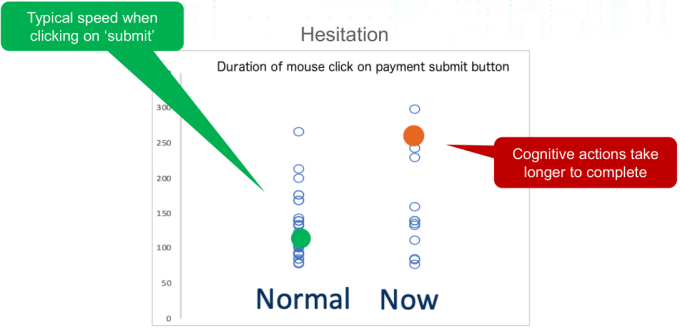 Typical speed when
clicking on ‘submit’
Hesitation
Duration of mouse click on payment submit button
300
250
200
150
100
50
0
Cognitive actions take
longer to complete
Normal Now